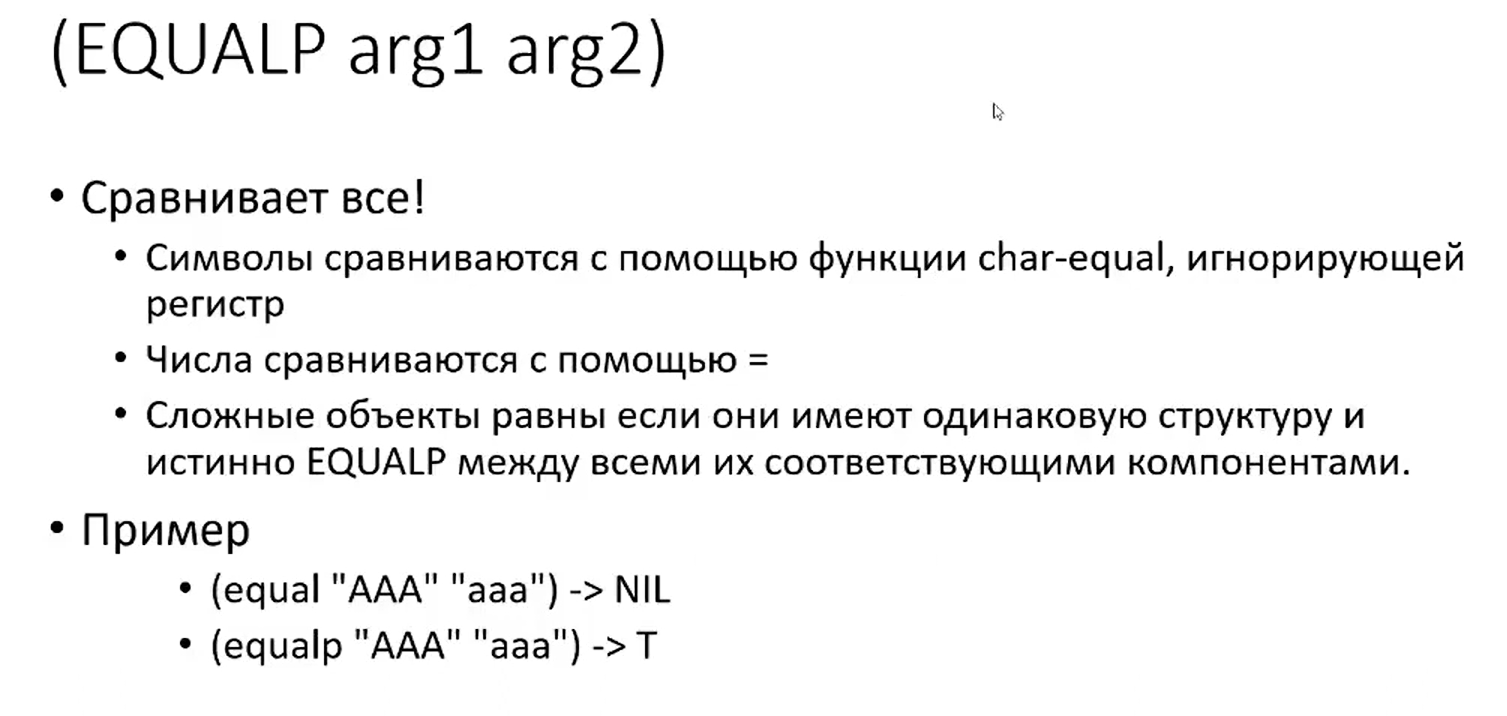 (EQUALP arg1 arg2)
• Сравнивает все!
• Символы сравниваются с помощью функции char-equal, игнорирующей
регистр
• Числа сравниваются с помощью =
• Сложные объекты равны если они имеют одинаковую структуру и
истинно EQUALP между всеми их соответствующими компонентами.
• Пример
• (equal "AAA" "aaa") -> NIL
• (equalp "AAA" "aaa") -> T